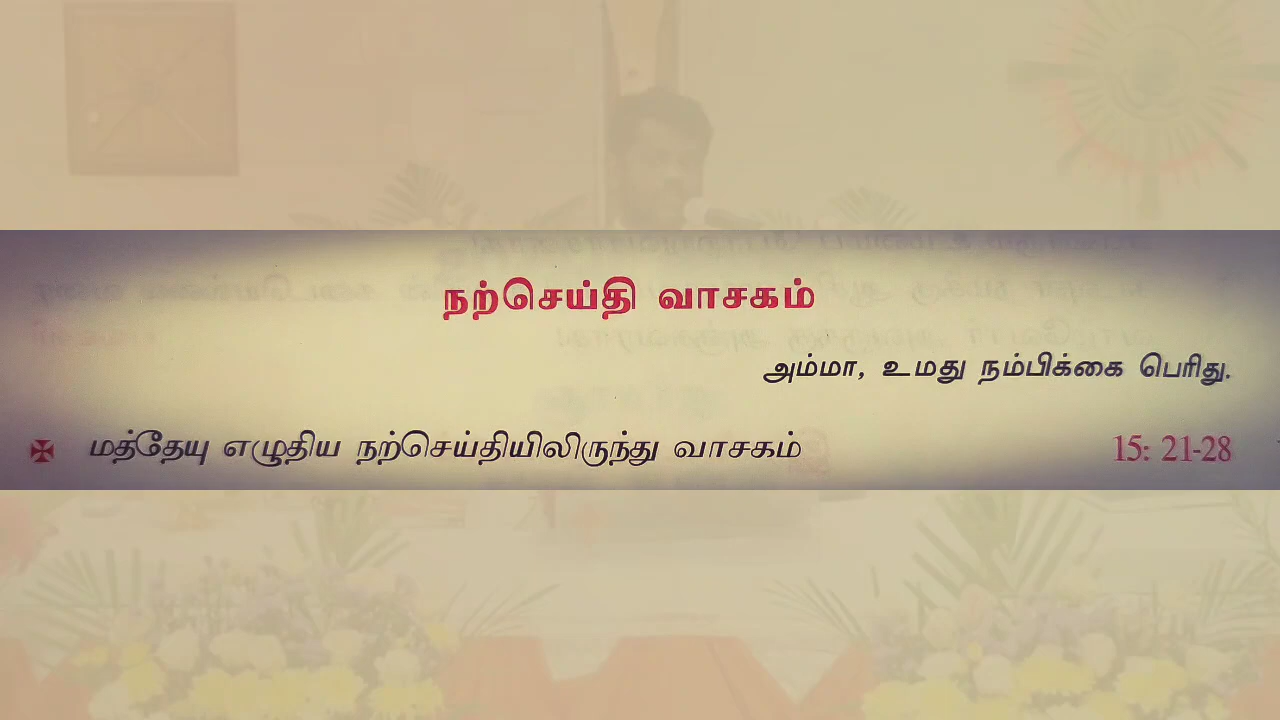 நற்செய்தி வாசகம்
அம்மா, உமது நம்பிக்கை பெரிது.
✠ மத்தேயு எழுதிய நற்செய்தியிலிருந்து வாசகம் 15: 21-28